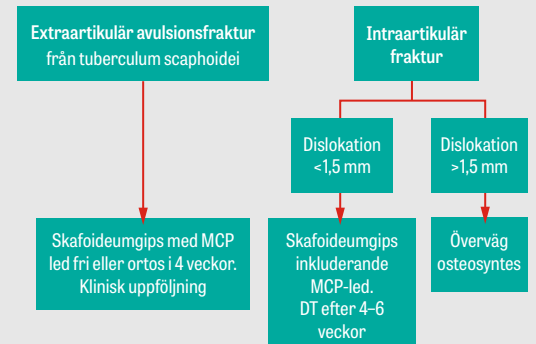 Extraartikulär avulsionsfraktur
från tuberculum scaphoidei
Intraartikulär
fraktur
Dislokation
<1,5 mm
Dislokation
>1,5 mm
Skafoideumgips med MCP
led fri eller ortos i 4 veckor.
Klinisk uppföljning
Skafoideumgips
inkluderande
MCP-led.
DT efter 4–6
veckor
Överväg
osteosyntes